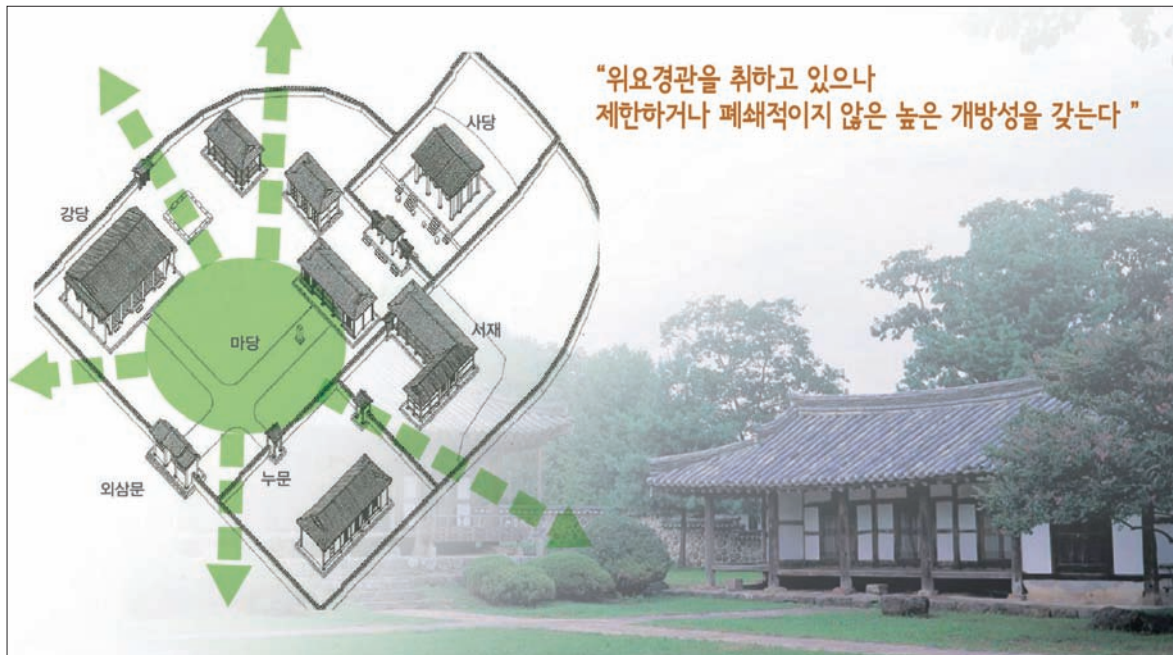 “위요경관을 취하고 있으나
제한하거나 폐쇄적이지 않은 높은 개방성을 갖는다 ”
사당
강당
마당
서재
외삼문
누문